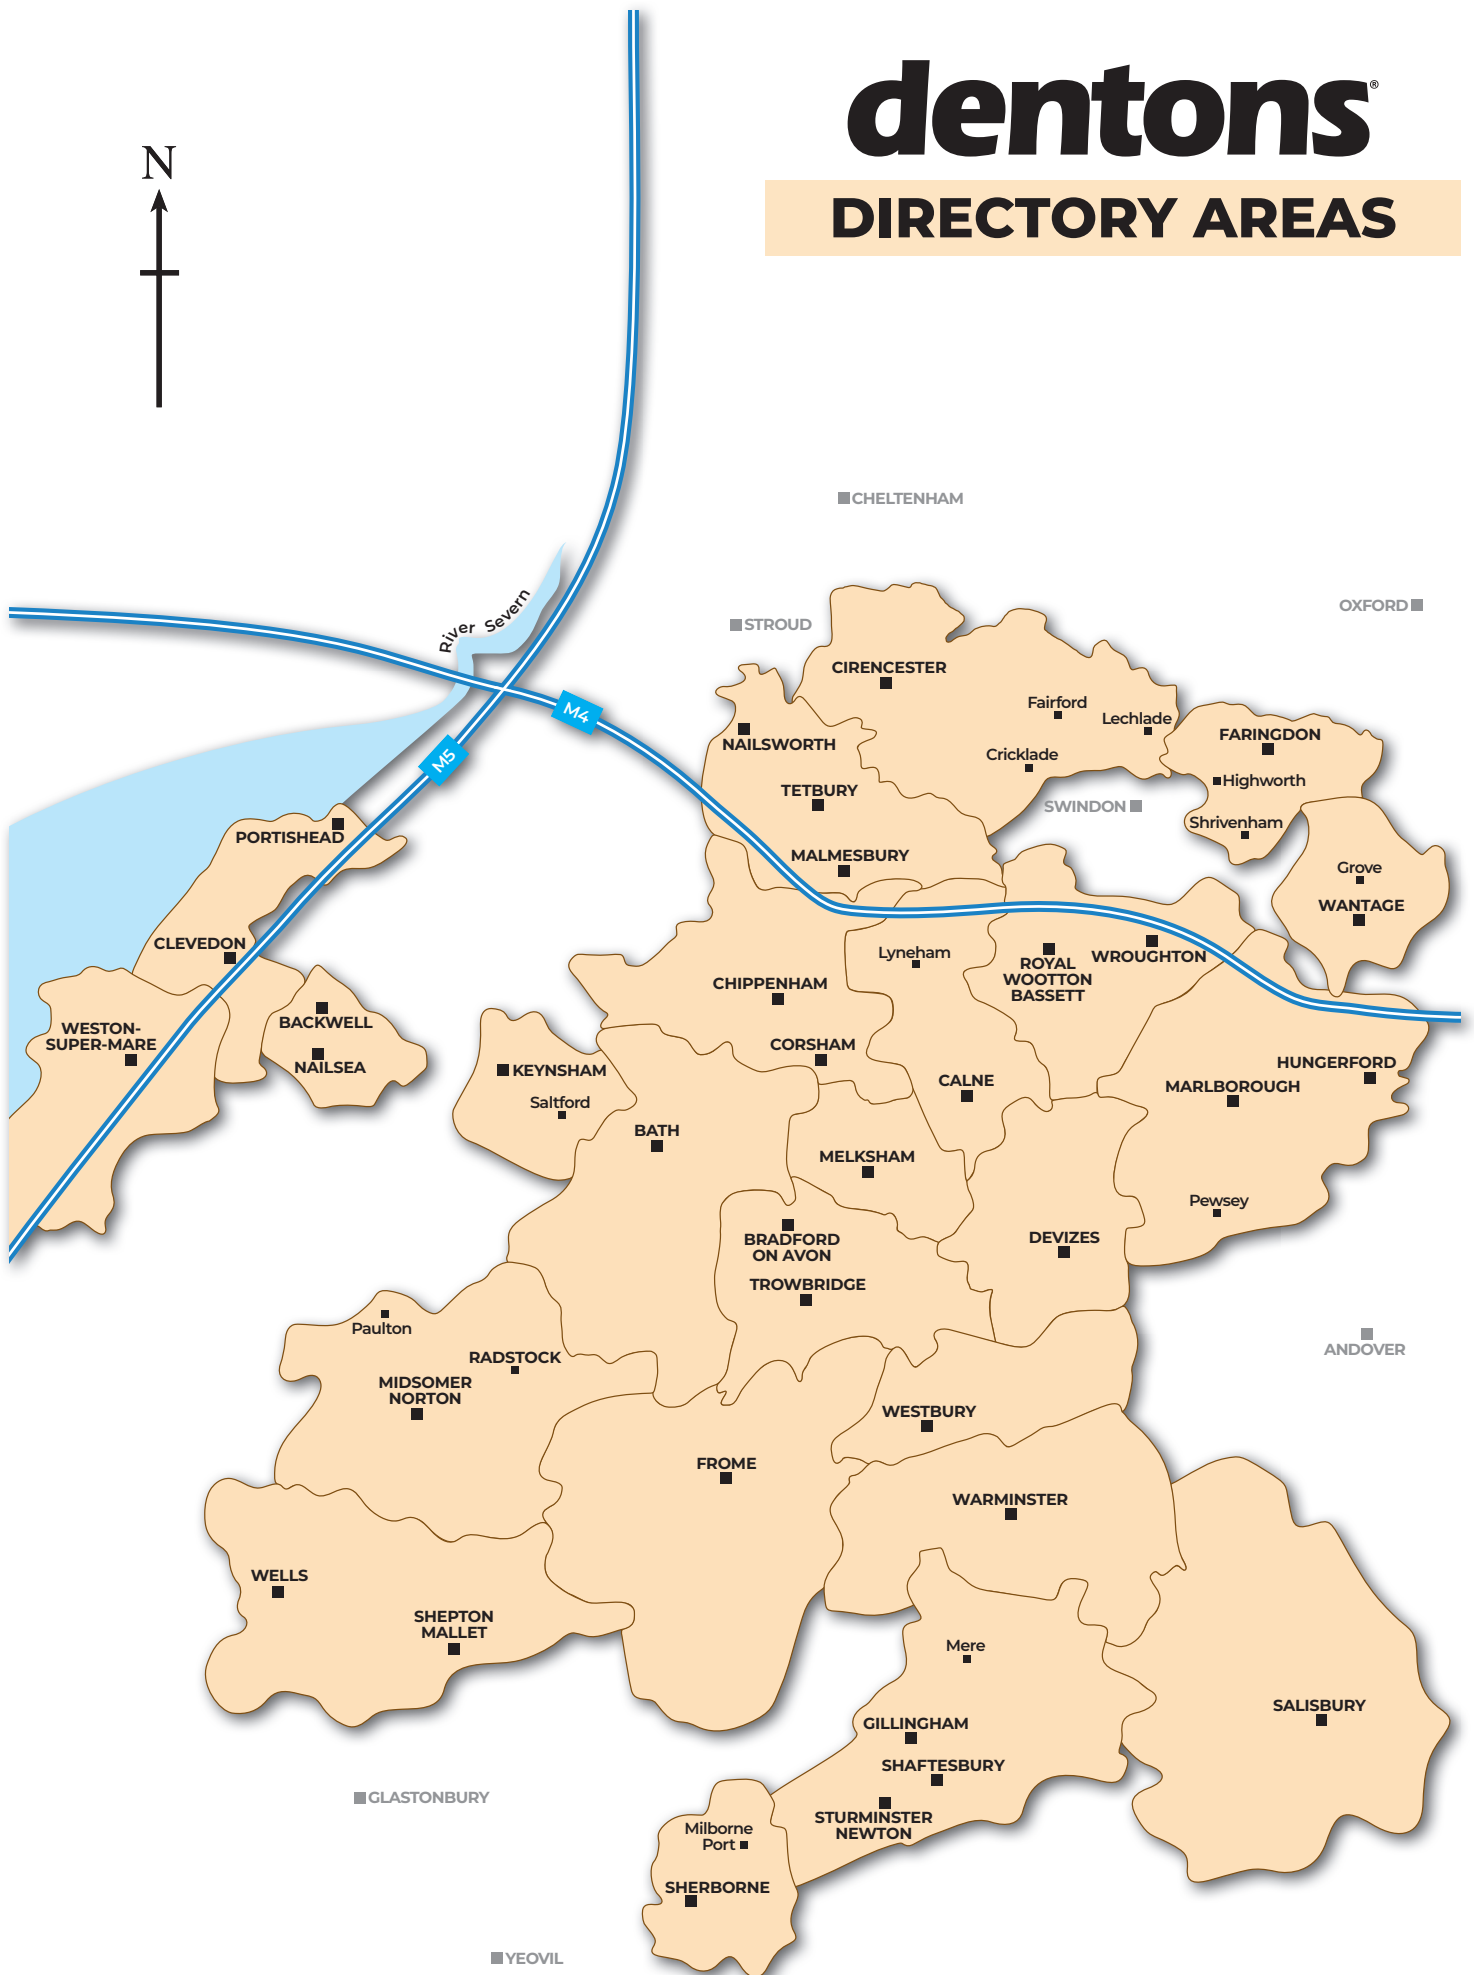 dentons®
DIRECTORY AREAS
N
CHELTENHAM
OXFORD
STROUD
River Severn
CIRENCESTER
Fairford
Lechlade
M4
FARINGDON
NAILSWORTH
Cricklade
M5
Highworth
TETBURY
SWINDON
Shrivenham
PORTISHEAD
MALMESBURY
Grove
WANTAGE
CLEVEDON
Lyneham
WROUGHTON
ROYAL
WOOTTON
BASSETT
CHIPPENHAM
BACKWELL
WESTON-
SUPER-MARE
CORSHAM
NAILSEA
KEYNSHAM
HUNGERFORD
CALNE
MARLBOROUGH
Saltford
BATH
MELKSHAM
Pewsey
BRADFORD
ON AVON
DEVIZES
TROWBRIDGE
Paulton
ANDOVER
RADSTOCK
MIDSOMER
NORTON
WESTBURY
FROME
WARMINSTER
WELLS
SHEPTON
MALLET
Mere
SALISBURY
GILLINGHAM
SHAFTESBURY
GLASTONBURY
STURMINSTER
NEWTON
Milborne
Port
SHERBORNE
YEOVIL